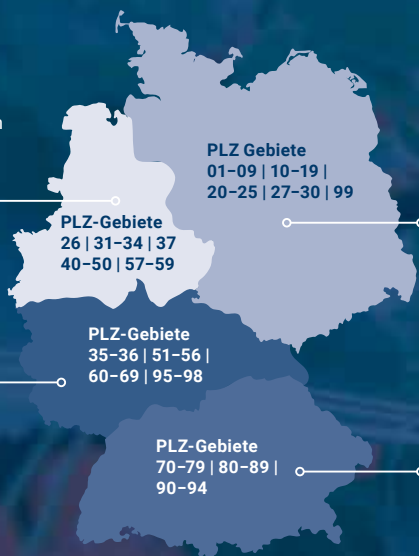 PLZ Gebiete
01–09 | 10–19 |
20–25 | 27–30 | 99
PLZ-Gebiete
26 | 31–34 | 37
40–50 | 57–59
PLZ-Gebiete
35–36 | 51–56 |
60–69 | 95–98
PLZ-Gebiete
70–79 | 80–89 |
90–94